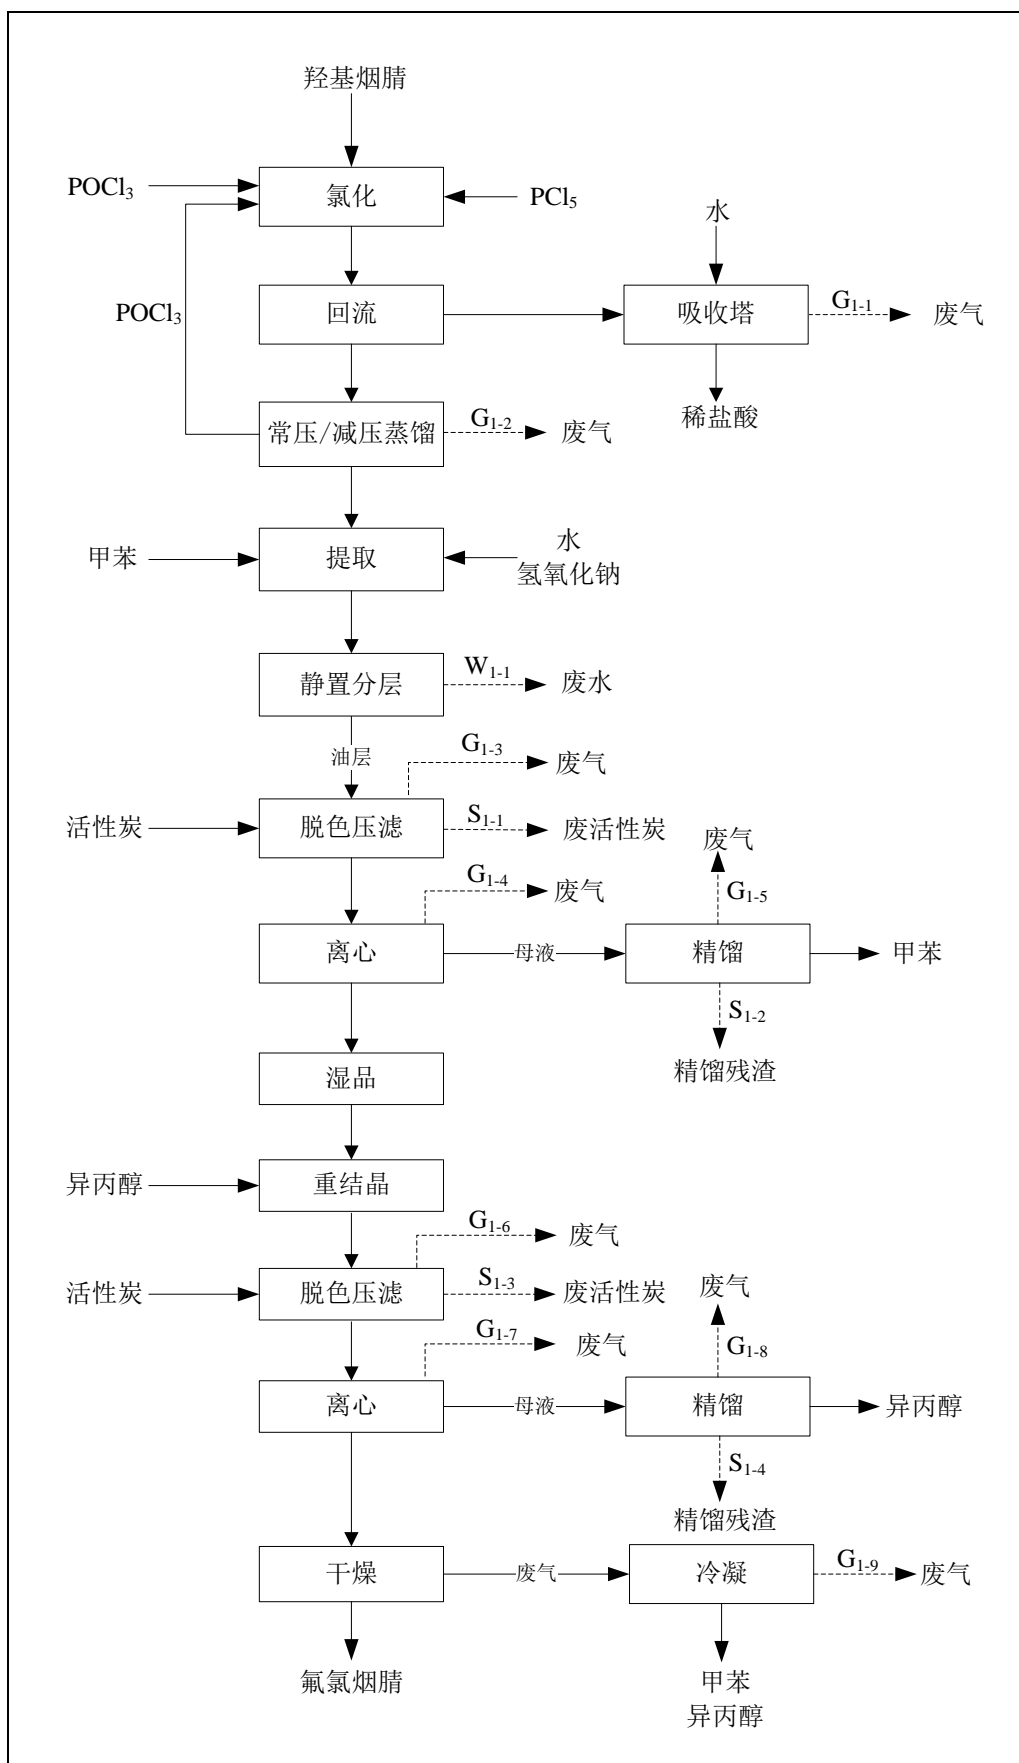 羟基烟腈
POCl3
氯化
PCl5
水
POCl3
回流
吸收塔
G1-1
废气
稀盐酸
常压/减压蒸馏
G1-2
废气
甲苯
提取
水
氢氧化钠
静置分层
W1-1
废水
油层
G1-3
废气
活性炭
脱色压滤
S1-1
废活性炭
废气
G1-4
废气
G1-5
离心
母液
精馏
甲苯
S1-2
精馏残渣
湿品
异丙醇
重结晶
G1-6
废气
活性炭
脱色压滤
S1-3
废活性炭
废气
G1-7
废气
G1-8
离心
母液
精馏
异丙醇
S1-4
精馏残渣
干燥
废气
冷凝
G1-9
废气
氟氯烟腈
甲苯
异丙醇